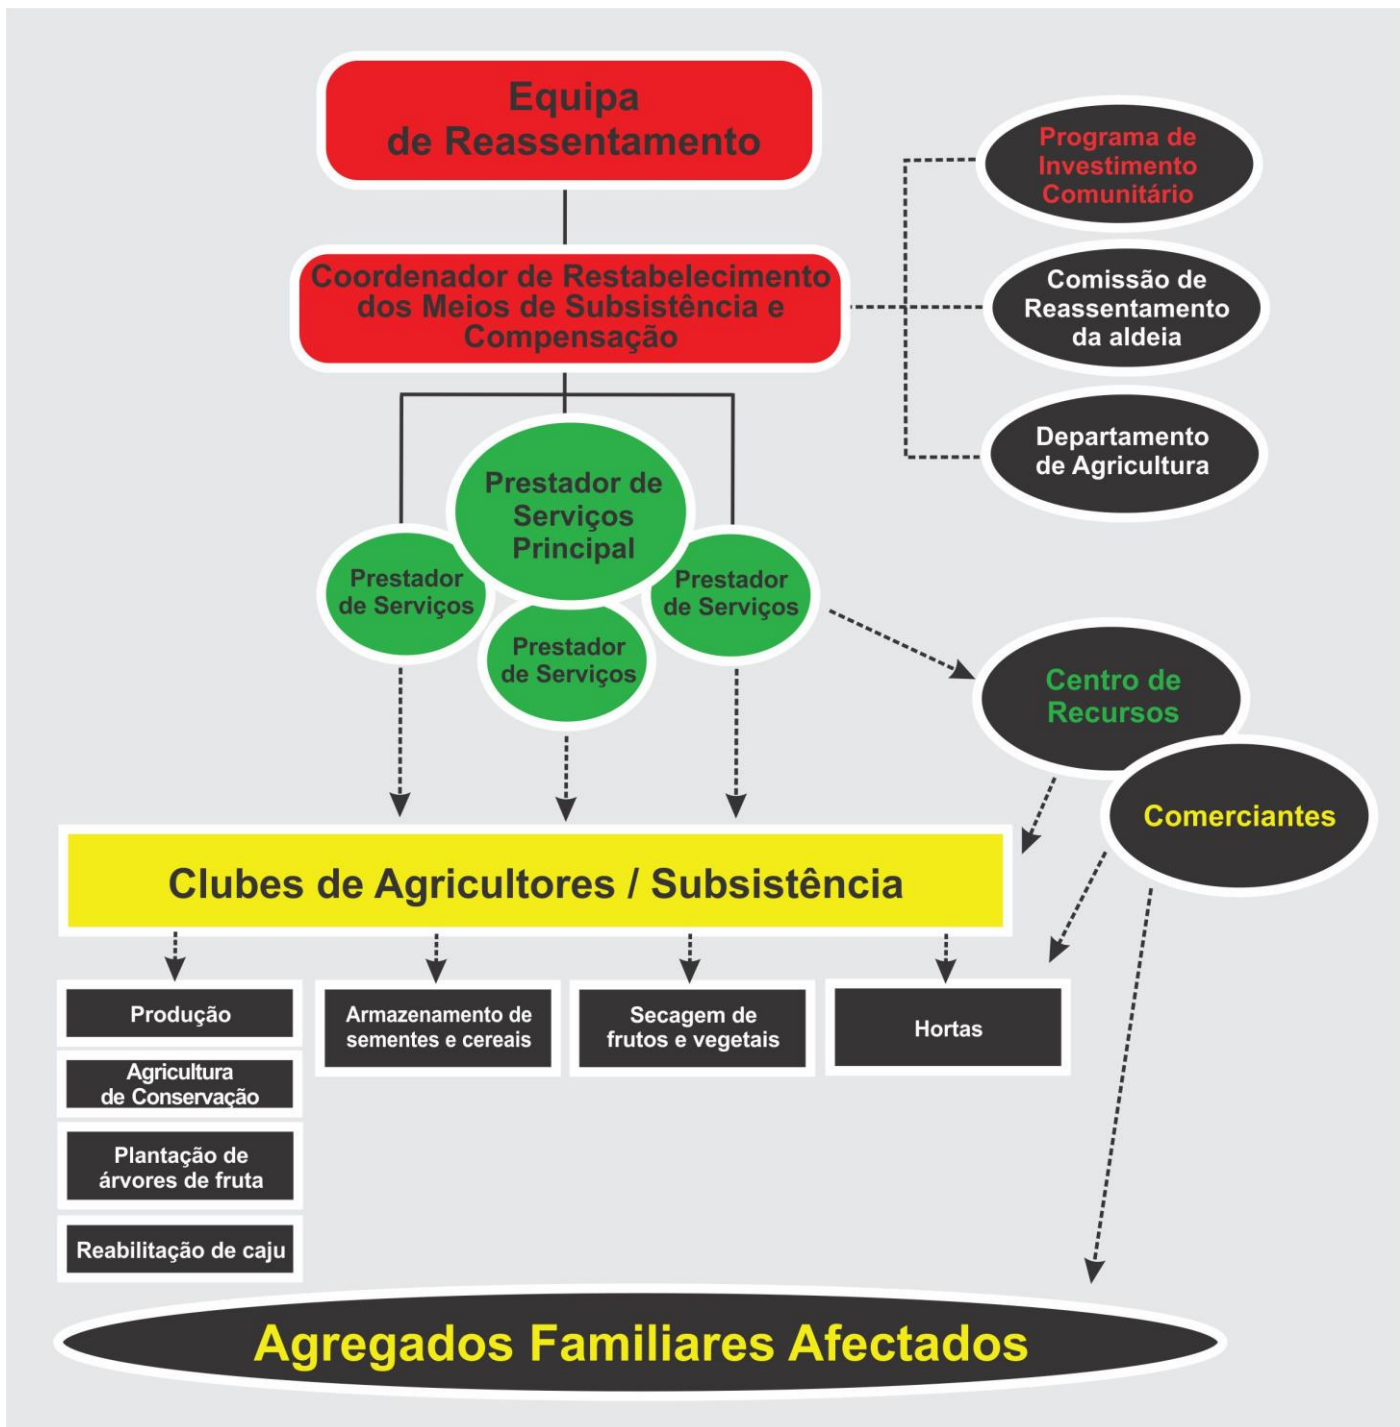 Equipa
de Reassentamento
Programa de
Investimento
Comunitário
Coordenador de Restabelecimento
dos Meios de Subsistência e
Compensação
Comissão de
Reassentamento
da aldeia
Departamento
de Agricultura
Prestador de
Serviços
Principal
Prestador
de Serviços
Prestador
de Serviços
Prestador
de Serviços
Centro de
Recursos
Comerciantes
Clubes de Agricultores / Subsistência
Produção
Armazenamento de
sementes e cereais
Secagem de
frutos e vegetais
Hortas
Agricultura
de Conservação
Plantação de
árvores de fruta
Reabilitação de caju
Agregados Familiares Afectados